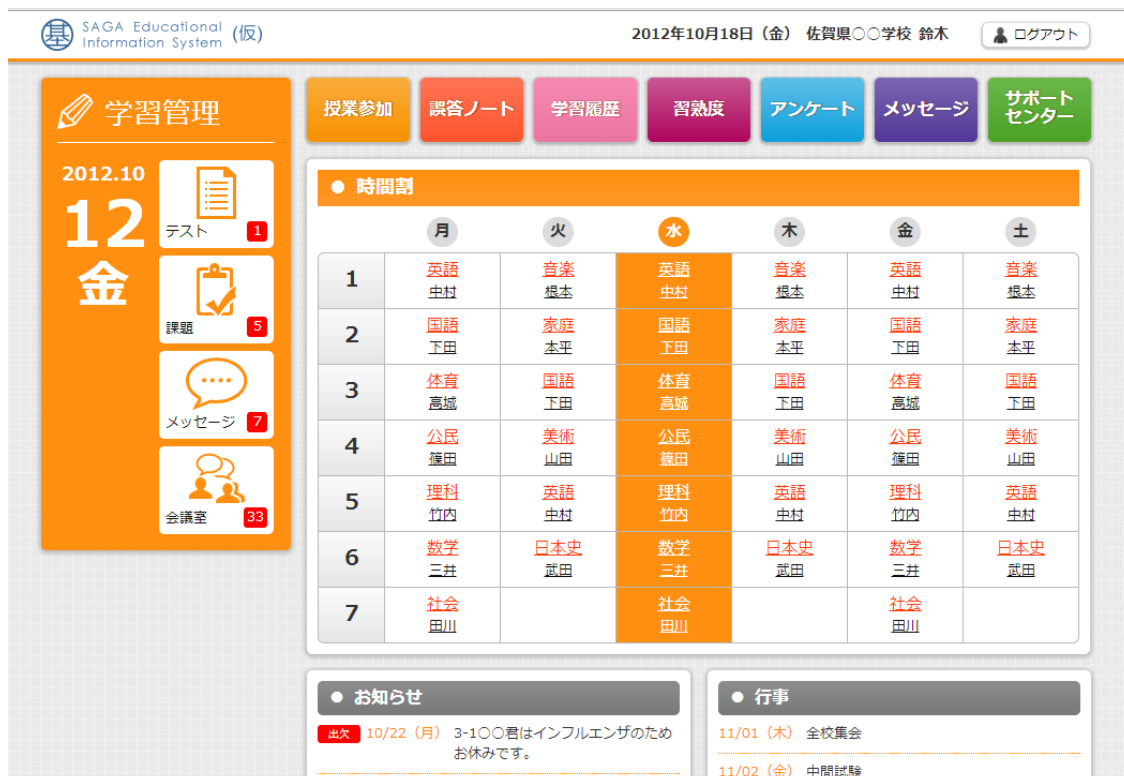 基 SAGA Educational Information System (仮)
2012年10月18日（金） 佐賀県○○学校 鈴木
ログアウト
学習管理
2012.10
12
金
テスト 1
課題 5
メッセージ 7
会議室 33
授業参加 誤答ノート 学習履歴 習熟度 アンケート メッセージ サポートセンター
● 時間割
月 火 水 木 金 土
1 英語 音楽 英語 音楽 英語 音楽
中村 根本 中村 根本 中村 根本
2 国語 家庭 国語 家庭 国語 家庭
下田 本平 下田 本平 下田 本平
3 体育 国語 体育 国語 体育 国語
高城 下田 高城 下田 高城 下田
4 公民 美術 公民 美術 公民 美術
篠田 山田 篠田 山田 篠田 山田
5 理科 英語 理科 英語 理科 英語
竹内 中村 竹内 中村 竹内 中村
6 数学 日本史 数学 日本史 数学 日本史
三井 武田 三井 武田 三井 武田
7 社会 社会 社会
田川 田川 田川
● お知らせ
出欠 10/22（月） 3-1○○君はインフルエンザのため
お休みです。
● 行事
11/01（木） 全校集会
11/02（金） 中間試験